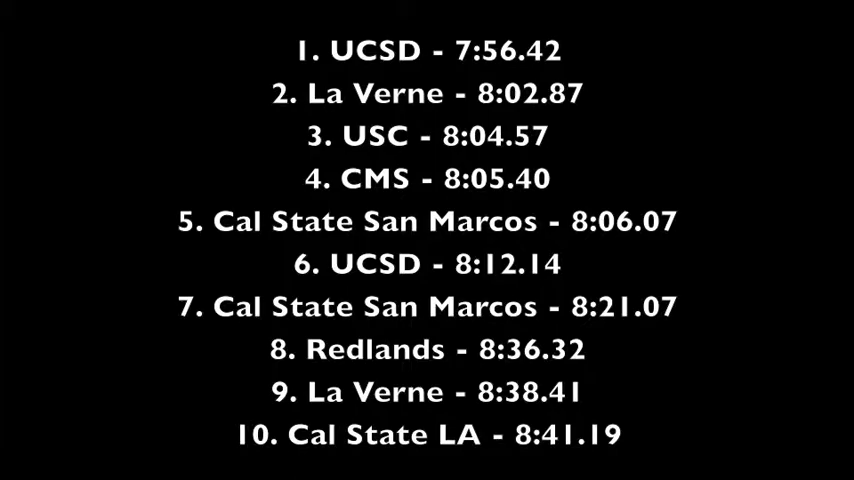 1. UCSD - 7:56.42
2. La Verne - 8:02.87
3. USC - 8:04.57
4. CMS - 8:05.40
5. Cal State San Marcos - 8:06.07
6. UCSD - 8:12.14
7. Cal State San Marcos - 8:21.07
8. Redlands - 8:36.32
9. La Verne - 8:38.41
10. Cal State LA - 8:41.19